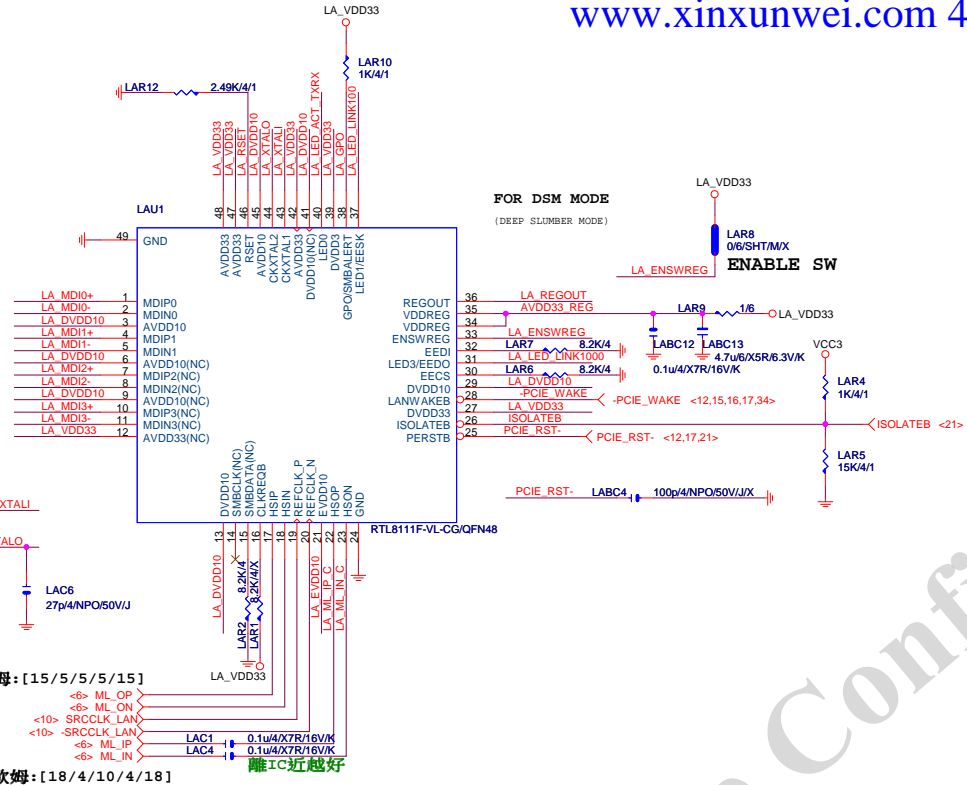 www.xinxunwei.com 4
LA_VDD33
LAR10
1K/4/1
LAR12 2.49K/4/1
LA_VDD33
LA_VDD33
LA_RSET
LA_DVDD10
LA_XTALO
LA_XTALI
LA_VDD33
LA_DVDD10
LA_LED_ACT_TXRX
LA_VDD33
LA_GPO
LA_LED_LINK100
48 47 46 45 44 43 42 41 40 39 38 37
LAU1
AVDD33
AVDD33
RSET
AVDD10
CKXTAL2
CKXTAL1
AVDD33
DVDD10(NC)
LED0
DVDD3
GPO/SMBALERT
LED1/EESK
FOR DSM MODE
(DEEP SLUMBER MODE)
LA_VDD33
LAR8
0/6/SHT/M/X
ENABLE SW
LA_ENSWREG
49 GND
LA_MDI0+ 1 MDIP0
LA_MDI0- 2 MDIN0
LA_DVDD10 3 AVDD10
LA_MDI1+ 4 MDIP1
LA_MDI1- 5 MDIN1
LA_DVDD10 6 AVDD10(NC)
LA_MDI2+ 7 MDIP2(NC)
LA_MDI2- 8 MDIN2(NC)
LA_DVDD10 9 AVDD10(NC)
LA_MDI3+ 10 MDIP3(NC)
LA_MDI3- 11 MDIN3(NC)
LA_VDD33 12 AVDD33(NC)
REGOUT 36 LA_REGOUT
VDDREG 35 AVDD33_REG
VDDREG 34
ENSWREG 33 LA_ENSWREG
EEDI 32 LAR7 8.2K/4
LED3/EEDO 31 LA_LED_LINK1000
EECS 30 LAR6 8.2K/4
DVDD10 29 LA_DVDD10
LANWAKEB 28 -PCIE_WAKE -PCIE_WAKE <12,15,16,17,34>
DVDD33 27 LA_VDD33
ISOLATEB 26 ISOLATEB ISOLATEB <21>
PERSTB 25 PCIE_RST- PCIE_RST- <12,17,21>
LAR9 1/6 LA_VDD33
LABC12
0.1u/4/X7R/16V/K
LABC13
4.7u/6/X5R/6.3V/K
VCC3
LAR4
1K/4/1
LAR5
15K/4/1
PCIE_RST- LABC4 100p/4/NPO/50V/J/X
DVDD10
SMBCLK(NC)
SMBDATA(NC)
CLKREQB
HSIP
HSIN
REFCLK_P
REFCLK_N
EVDD10
HSOP
HSON
GND
RTL8111F-VL-CG/QFN48
13 14 15 16 17 18 19 20 21 22 23 24
LA_DVDD10
LAR2 8.2K/4
LAR1 8.2K/4/X
LA_EVDD10
LA_ML_IP_C
LA_ML_IN_C
LA_VDD33
XTALI
ALO
LAC6
27p/4/NPO/50V/J
姆:[15/5/5/5/15]
<6> ML_OP
<6> ML_ON
<10> SRCCLK_LAN
<10> -SRCCLK_LAN
<6> ML_IP LAC1 0.1u/4/X7R/16V/K
<6> ML_IN LAC4 0.1u/4/X7R/16V/K
離IC近越好
欧姆:[18/4/10/4/18]
Confi